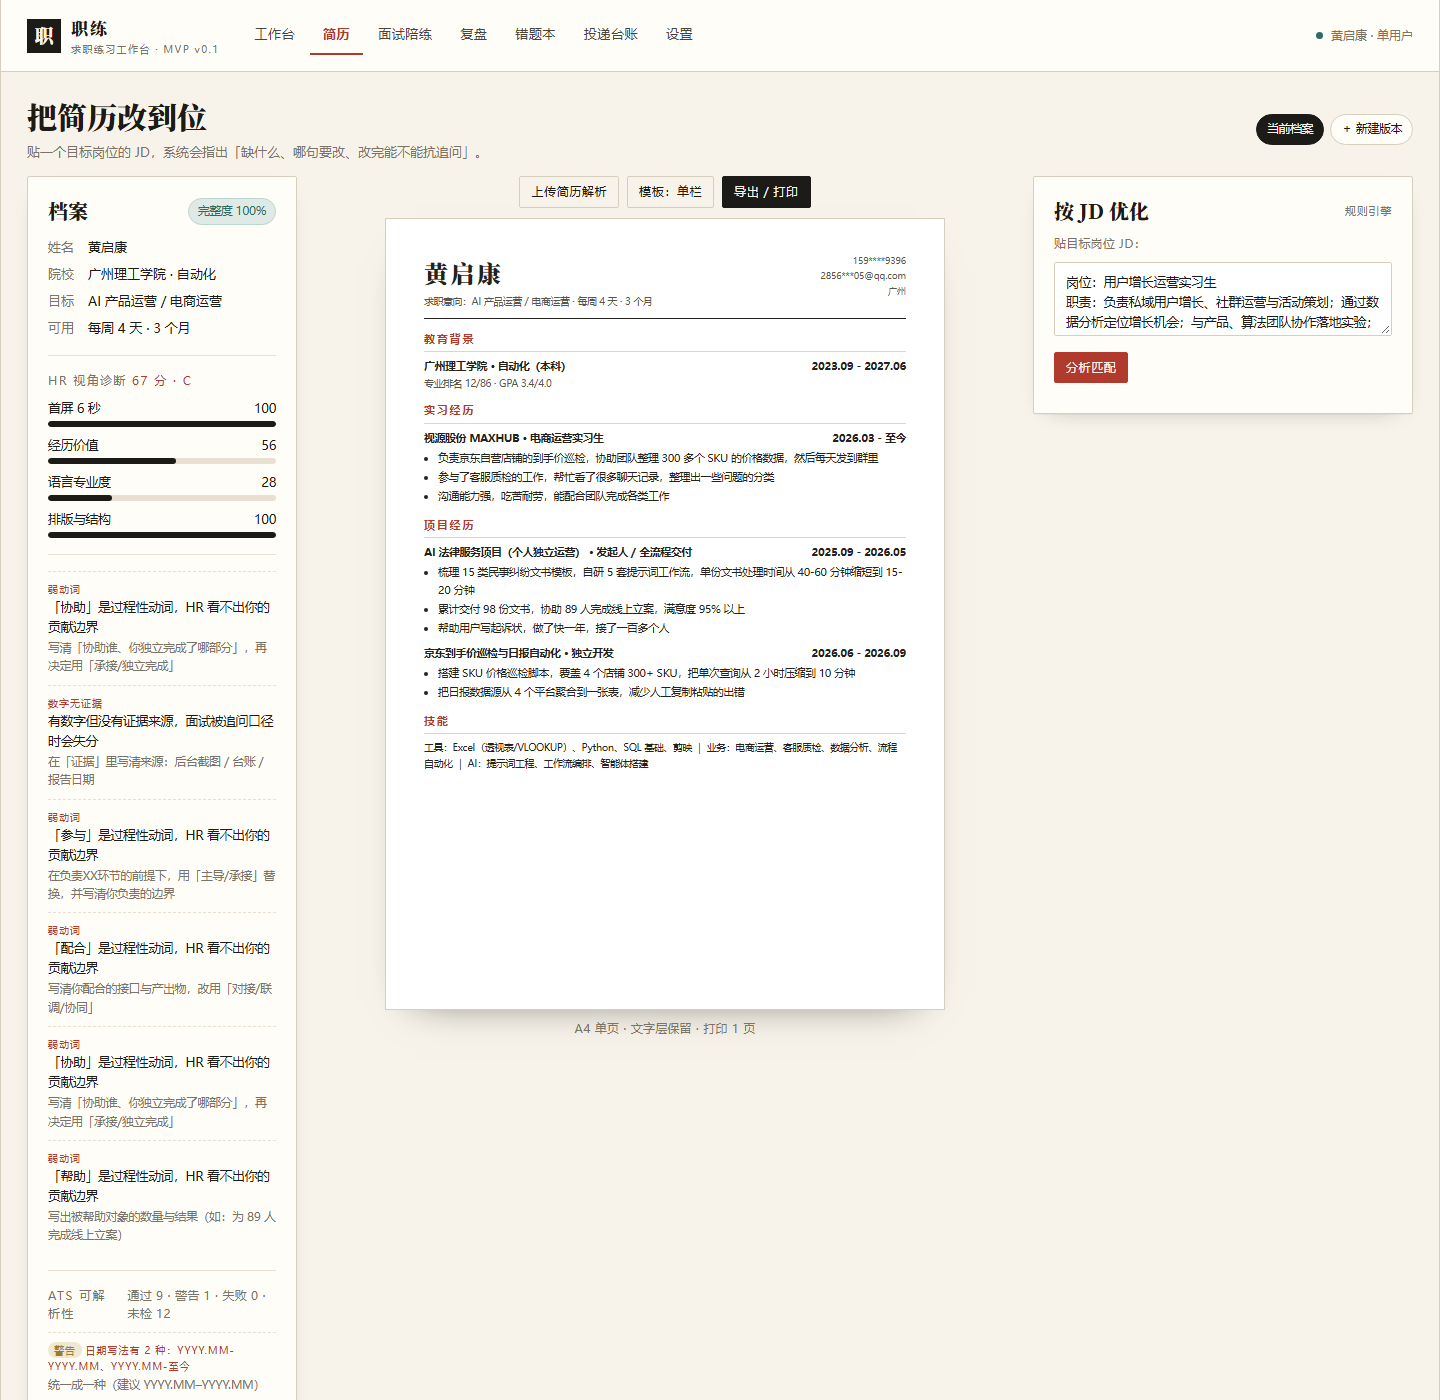 职
职练
求职练习工作台 · MVP v0.1
工作台
简历
面试陪练
复盘
错题本
投递台账
设置
黄启康 · 单用户
把简历改到位
贴一个目标岗位的 JD，系统会指出「缺什么、哪句要改、改完能不能抗追问」。
当前档案
+ 新建版本
档案
完整度 100%
姓名 黄启康
院校 广州理工学院 · 自动化
目标 AI 产品运营 / 电商运营
可用 每周 4 天 · 3 个月
HR 视角诊断 67 分 · C
首屏 6 秒 100
经历价值 56
语言专业度 28
排版与结构 100
弱动词
「协助」是过程性动词，HR 看不出你的
贡献边界
写清「协助谁、你独立完成了哪部分」，再
决定用「承接/独立完成」
数字无证据
有数字但没有证据来源，面试被追问口径
时会失分
在「证据」里写清来源：后台截图 / 台账 /
报告日期
弱动词
「参与」是过程性动词，HR 看不出你的
贡献边界
在负责XX环节的前提下，用「主导/承接」替
换，并写清你负责的边界
弱动词
「配合」是过程性动词，HR 看不出你的
贡献边界
写清你配合的接口与产出物，改用「对接/联
调/协同」
弱动词
「协助」是过程性动词，HR 看不出你的
贡献边界
写清「协助谁、你独立完成了哪部分」，再
决定用「承接/独立完成」
弱动词
「帮助」是过程性动词，HR 看不出你的
贡献边界
写出被帮助对象的数量与结果（如：为 89 人
完成线上立案）
ATS 可解
析性
通过 9 · 警告 1 · 失败 0 ·
未检 12
警告 日期写法有 2 种：YYYY.MM-
YYYY.MM、YYYY.MM-至今
统一成一种（建议 YYYY.MM–YYYY.MM）
上传简历解析
模板：单栏
导出 / 打印
黄启康
求职意向：AI 产品运营 / 电商运营 · 每周 4 天 · 3 个月
159****9396
2856***05@qq.com
广州
教育背景
广州理工学院 • 自动化（本科） 2023.09 - 2027.06
专业排名 12/86 · GPA 3.4/4.0
实习经历
视源股份 MAXHUB • 电商运营实习生 2026.03 - 至今
• 负责京东自营店铺的到手价巡检，协助团队整理 300 多个 SKU 的价格数据，然后每天发到群里
• 参与了客服质检的工作，帮忙看了很多聊天记录，整理出一些问题的分类
• 沟通能力强，吃苦耐劳，能配合团队完成各类工作
项目经历
AI 法律服务项目（个人独立运营） • 发起人 / 全流程交付 2025.09 - 2026.05
• 梳理 15 类民事纠纷文书模板，自研 5 套提示词工作流，单份文书处理时间从 40-60 分钟缩短到 15-
20 分钟
• 累计交付 98 份文书，协助 89 人完成线上立案，满意度 95% 以上
• 帮助用户写起诉状，做了快一年，接了一百多个人
京东到手价巡检与日报自动化 • 独立开发 2026.06 - 2026.09
• 搭建 SKU 价格巡检脚本，覆盖 4 个店铺 300+ SKU，把单次查询从 2 小时压缩到 10 分钟
• 把日报数据源从 4 个平台聚合到一张表，减少人工复制粘贴的出错
技能
工具：Excel（透视表/VLOOKUP）、Python、SQL 基础、剪映 | 业务：电商运营、客服质检、数据分析、流程
自动化 | AI：提示词工程、工作流编排、智能体搭建
A4 单页 · 文字层保留 · 打印 1 页
按 JD 优化
规则引擎
贴目标岗位 JD：
岗位：用户增长运营实习生
职责：负责私域用户增长、社群运营与活动策划；通过数
据分析定位增长机会；与产品、算法团队协作落地实验；
分析匹配